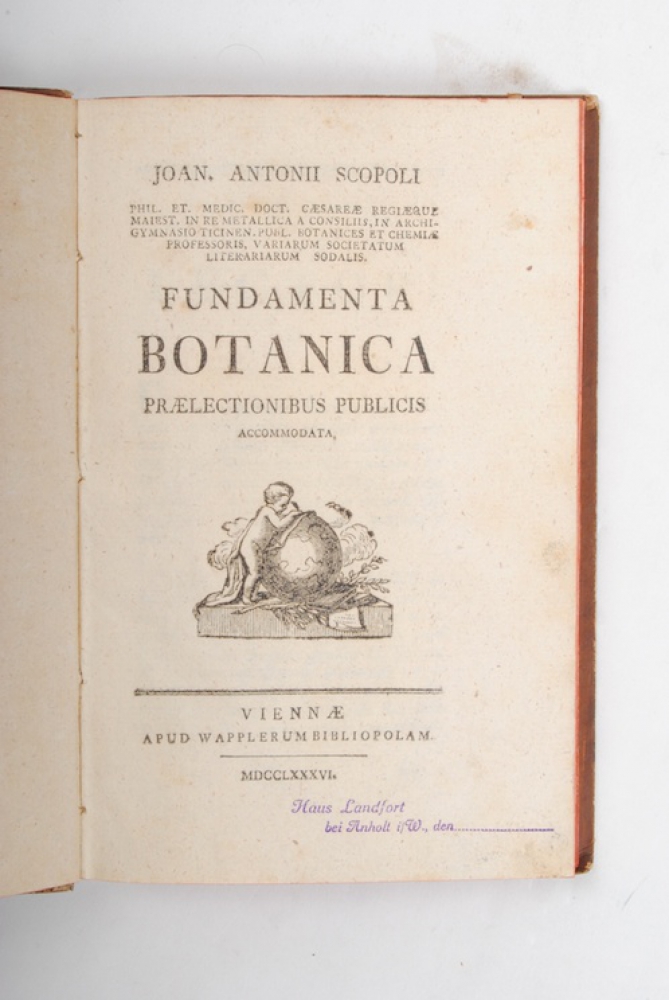 JOAN. ANTONII SCOPOLI
PHIL. ET. MEDIC. DOCT. CÆSAREÆ REGIÆQUE
MAIEST. IN RE METALLICA A CONSILIIS, IN ARCHI-
GYMNASIO TICINEN. PUBL. BOTANICES ET CHEMIÆ
PROFESSORIS, VARIARUM SOCIETATUM
LITERARIARUM SODALIS.
FUNDAMENTA
BOTANICA
PRÆLECTIONIBUS PUBLICIS
ACCOMMODATA,
VIENNÆ
APUD WAPPLERUM BIBLIOPOLAM.
MDCCLXXXVI.
Haus Landfort
bei Anholt i/W., den